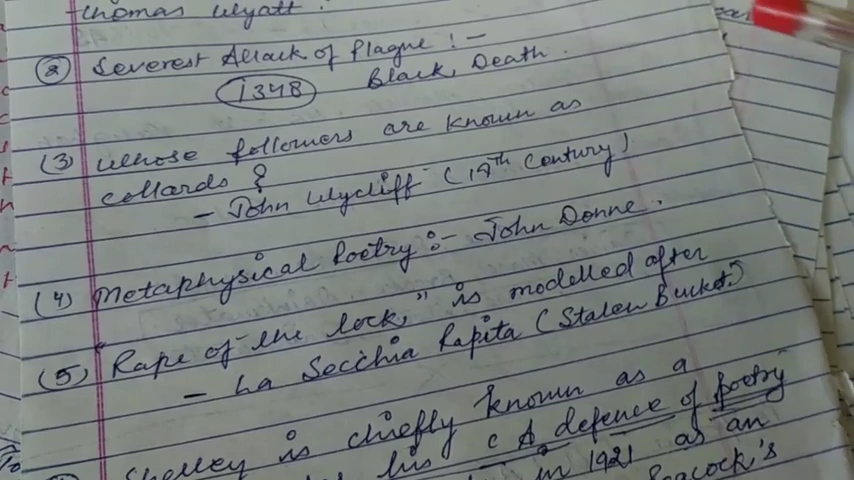 Thomas Wyatt.
(2) Severest Attack of Plague :-
1348 Black, Death.
(3) Whose followers are known as
collards?
- John Wycliff (14th Century)
(4) Metaphysical Poetry :- John Donne.
(5) "Rape of the lock," is modelled after
- La Secchia Rapita (Stolen Bucket.)
Shelley is chiefly known as a
his "A defence of poetry
in 1921 as an
Peacock's